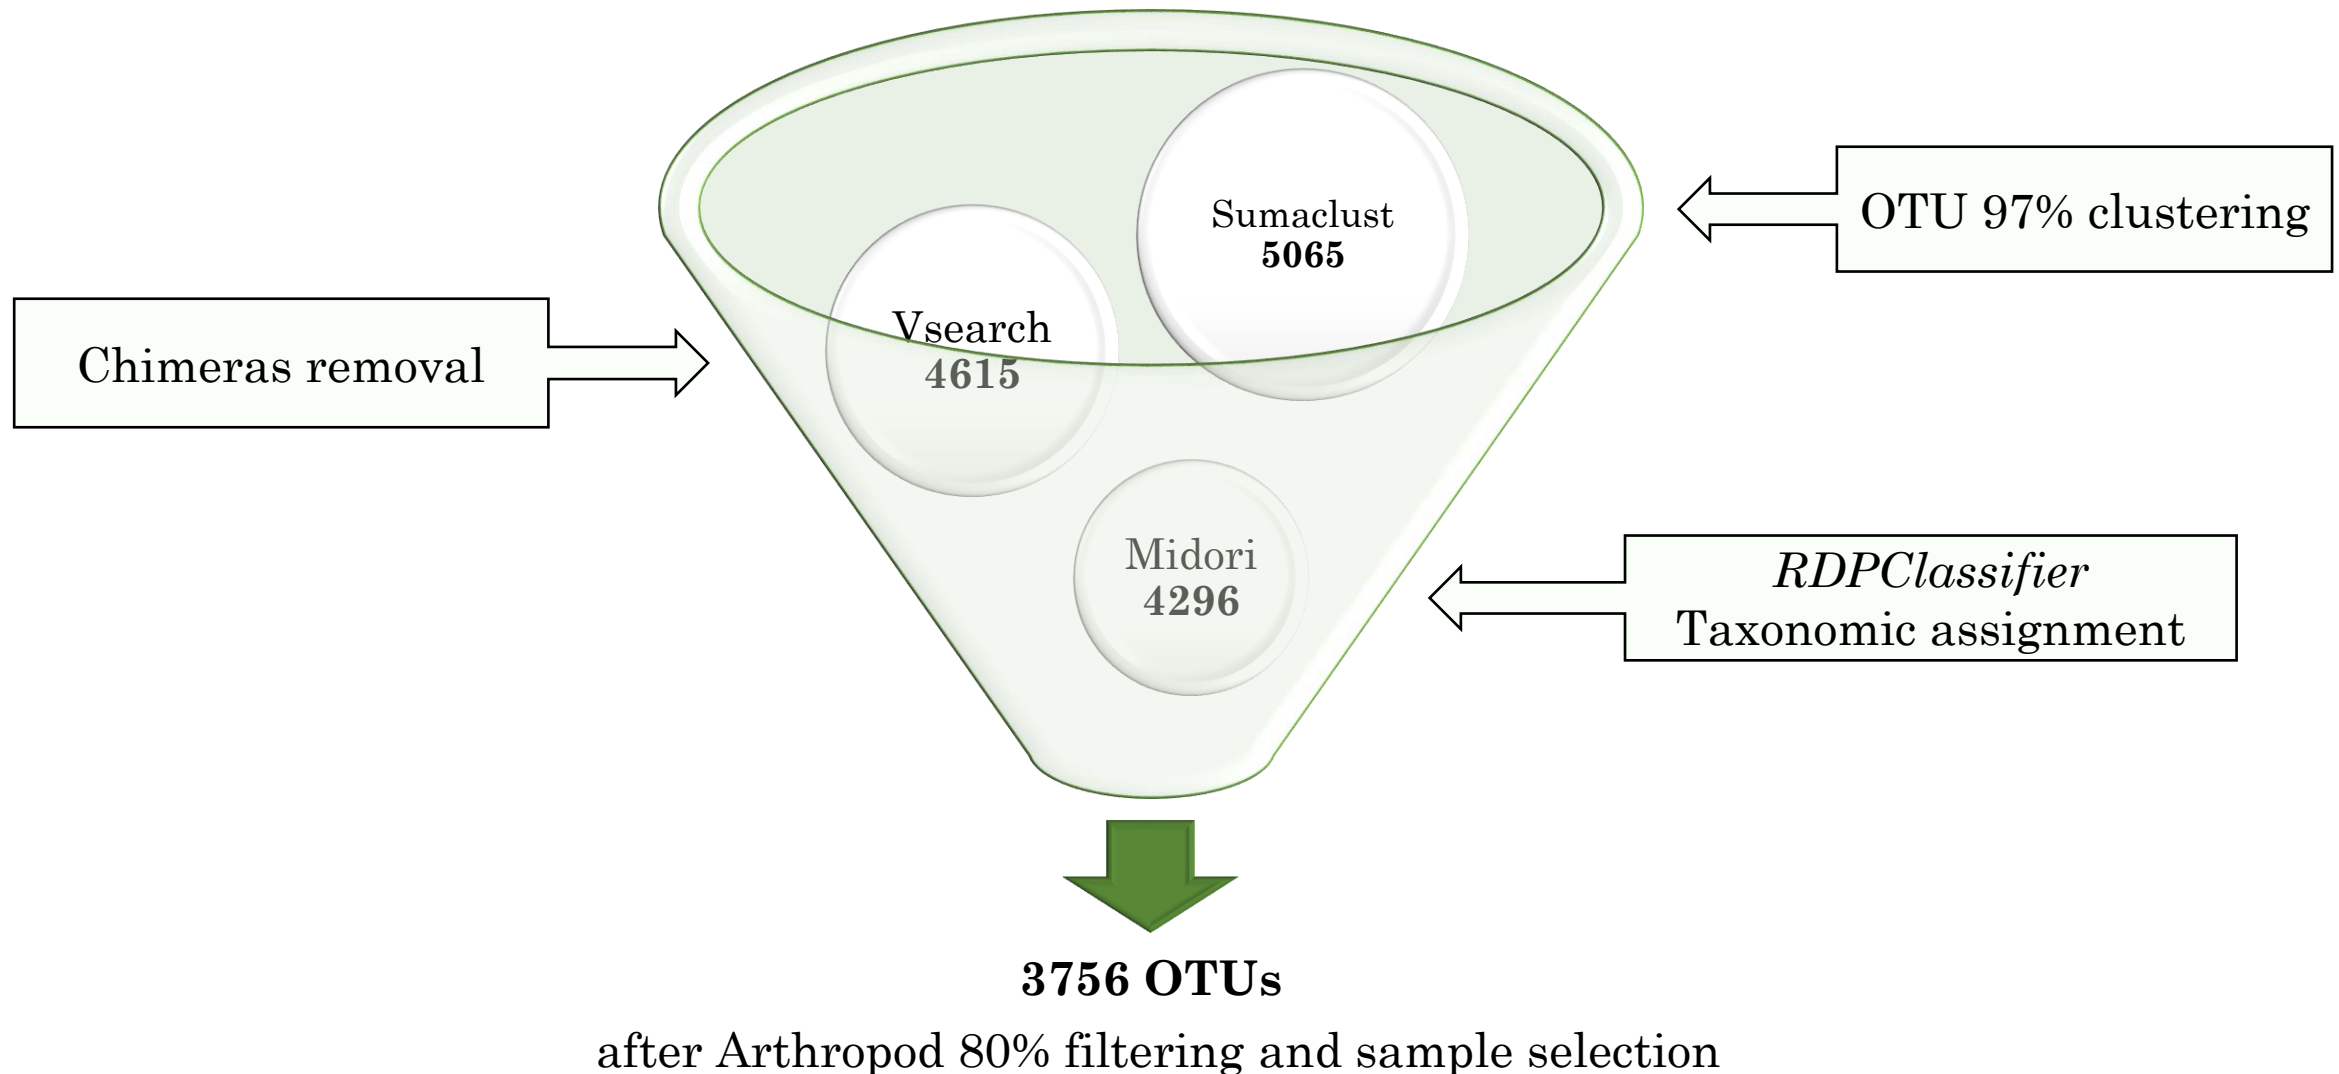 Sumaclust
5065
OTU 97% clustering
Vsearch
4615
Chimeras removal
Midori
4296
RDPClassifier
Taxonomic assignment
3756 OTUs
after Arthropod 80% filtering and sample selection